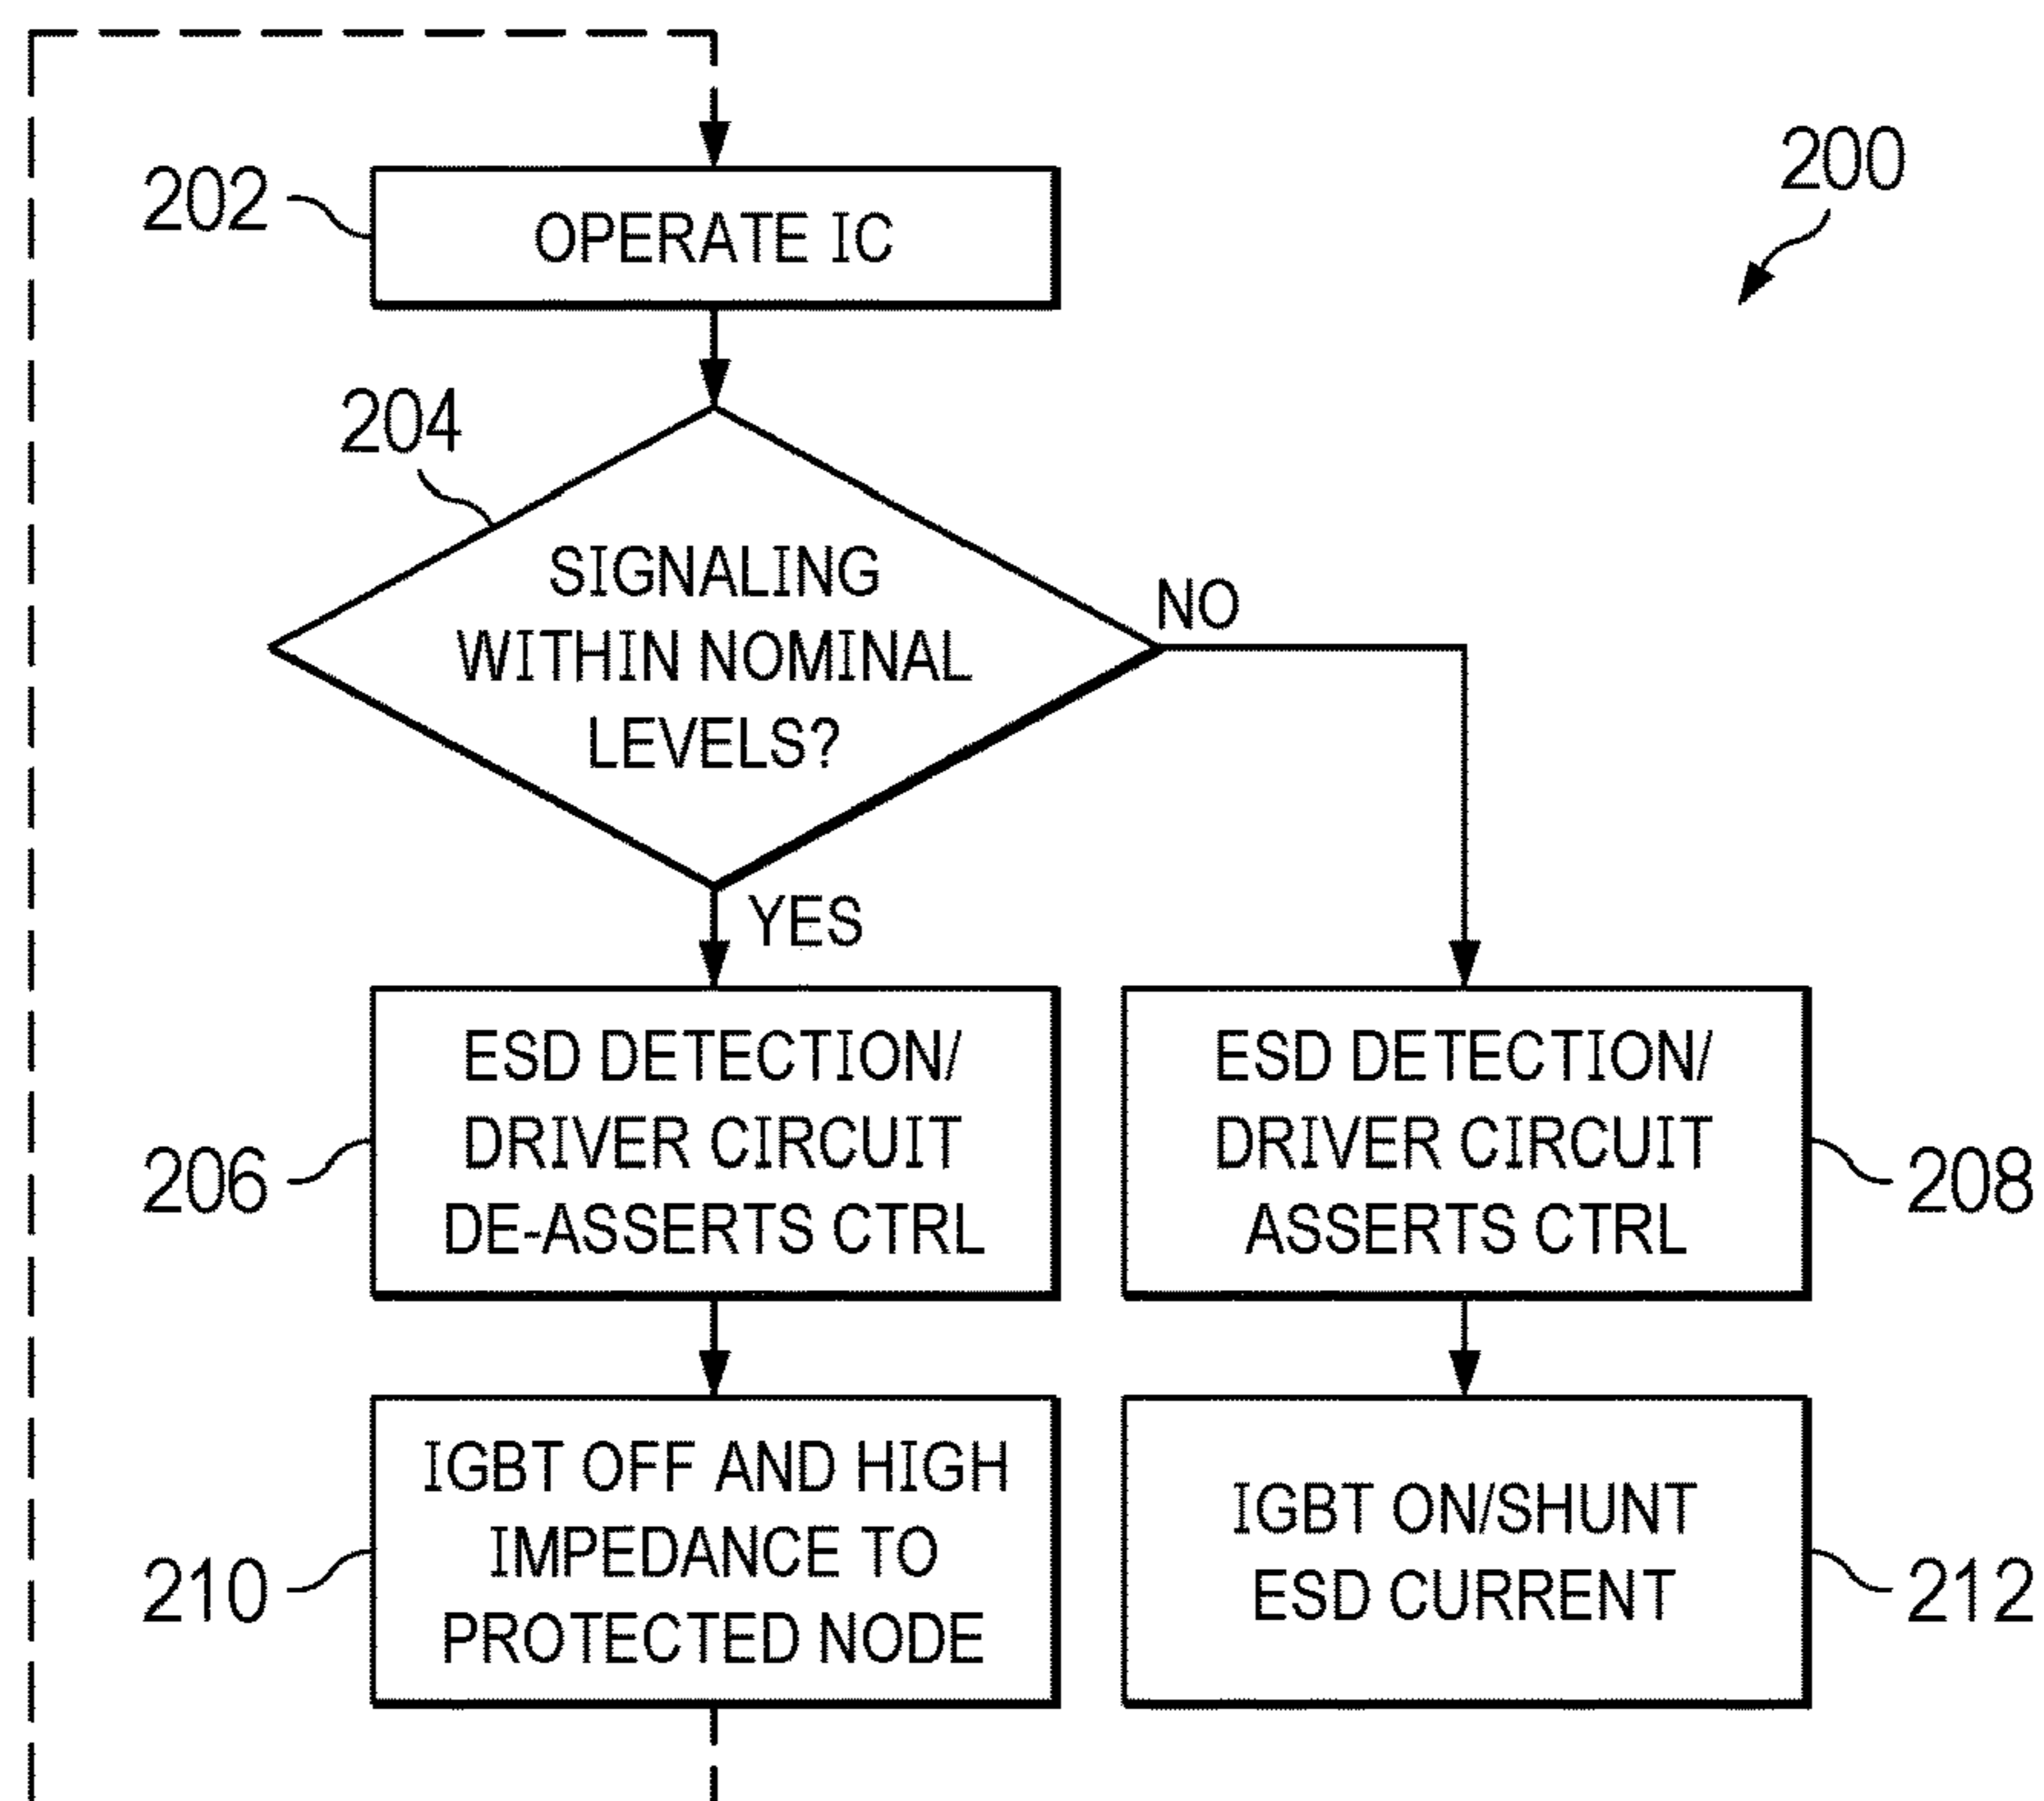 200
202
OPERATE IC
204
SIGNALING
WITHIN NOMINAL
LEVELS?
NO
YES
206
ESD DETECTION/
DRIVER CIRCUIT
DE-ASSERTS CTRL
ESD DETECTION/
DRIVER CIRCUIT
ASSERTS CTRL
208
210
IGBT OFF AND HIGH
IMPEDANCE TO
PROTECTED NODE
IGBT ON/SHUNT
ESD CURRENT
212